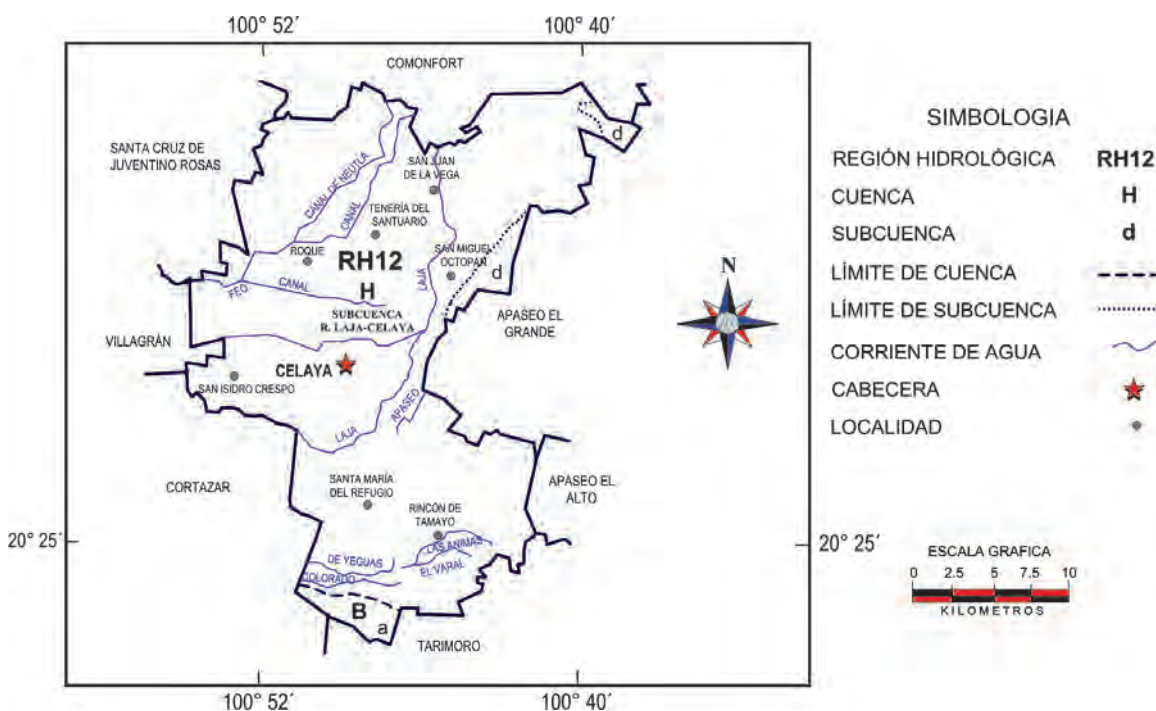 100° 52´
100° 40´
COMONFORT
SANTA CRUZ DE
JUVENTINO ROSAS
CANAL DE NEUTLA
CANAL
SAN JUAN
DE LA VEGA
TENERÍA DEL
SANTUARIO
ROQUE
RH12
H
SAN MIGUEL
OCTOPAN
LAJA
d
d
FEO.
CANAL
SUBCUENCA
R. LAJA-CELAYA
APASEO EL
GRANDE
VILLAGRÁN
CELAYA
SAN ISIDRO CRESPO
APASEO
LAJA
CORTAZAR
SANTA MARÍA
DEL REFUGIO
RINCÓN DE
TAMAYO
APASEO EL
ALTO
LAS ANIMAS
DE YEGUAS
EL VARAL
COLORADO
B
a
TARIMORO
20° 25´
20° 25´
100° 52´
100° 40´
N
SIMBOLOGIA
REGIÓN HIDROLÓGICA RH12
CUENCA H
SUBCUENCA d
LÍMITE DE CUENCA
LÍMITE DE SUBCUENCA
CORRIENTE DE AGUA
CABECERA
LOCALIDAD
ESCALA GRAFICA
0 2.5 5 7.5 10
KILOMETROS